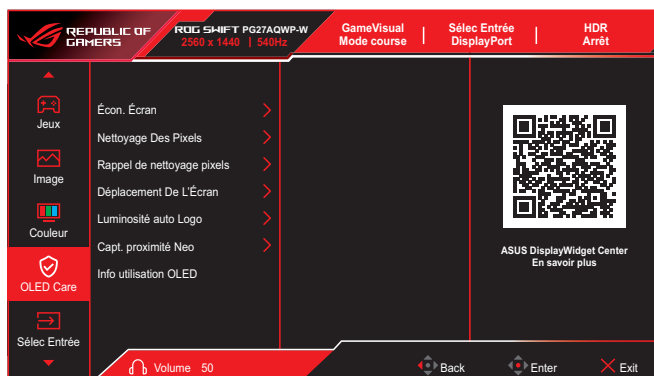 REPUBLIC OF
GAMERS
ROG SWIFT PG27AQWP-W
2560 x 1440 | 540Hz
GameVisual
Mode course
Sélec Entrée
DisplayPort
HDR
Arrêt
Jeux
Image
Couleur
OLED Care
Sélec Entrée
Écon. Écran
Nettoyage Des Pixels
Rappel de nettoyage pixels
Déplacement De L'Écran
Luminosité auto Logo
Capt. proximité Neo
Info utilisation OLED
ASUS DisplayWidget Center
En savoir plus
Volume 50
Back
Enter
Exit